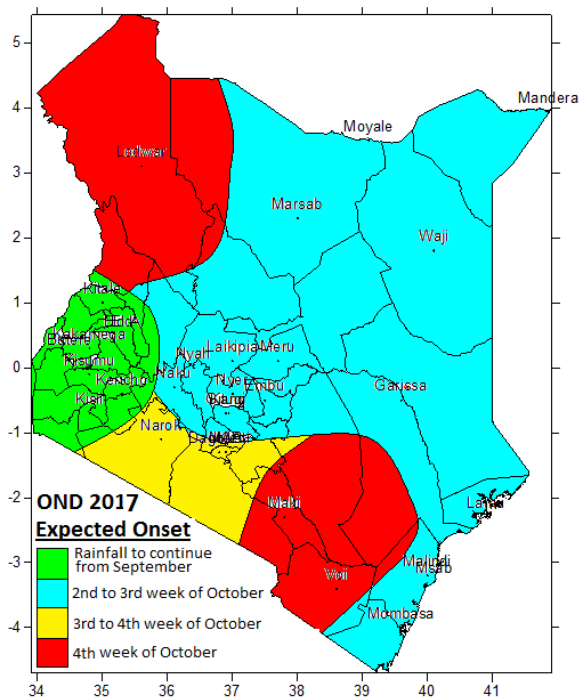 5
4
3
2
1
0
-1
-2
-3
-4
34 35 36 37 38 39 40 41
Mandera
Moyale
Lodwar
Marsab
Waji
Kitale
Laikipia Meru
Nyah
Kisumu
Naku
Nye Embu
Kericho
Garissa
Kisii
Narok
Maki
Lamu
Voi
Malindi
Msab
Mombasa
OND 2017
Expected Onset
Rainfall to continue
from September
2nd to 3rd week of October
3rd to 4th week of October
4th week of October